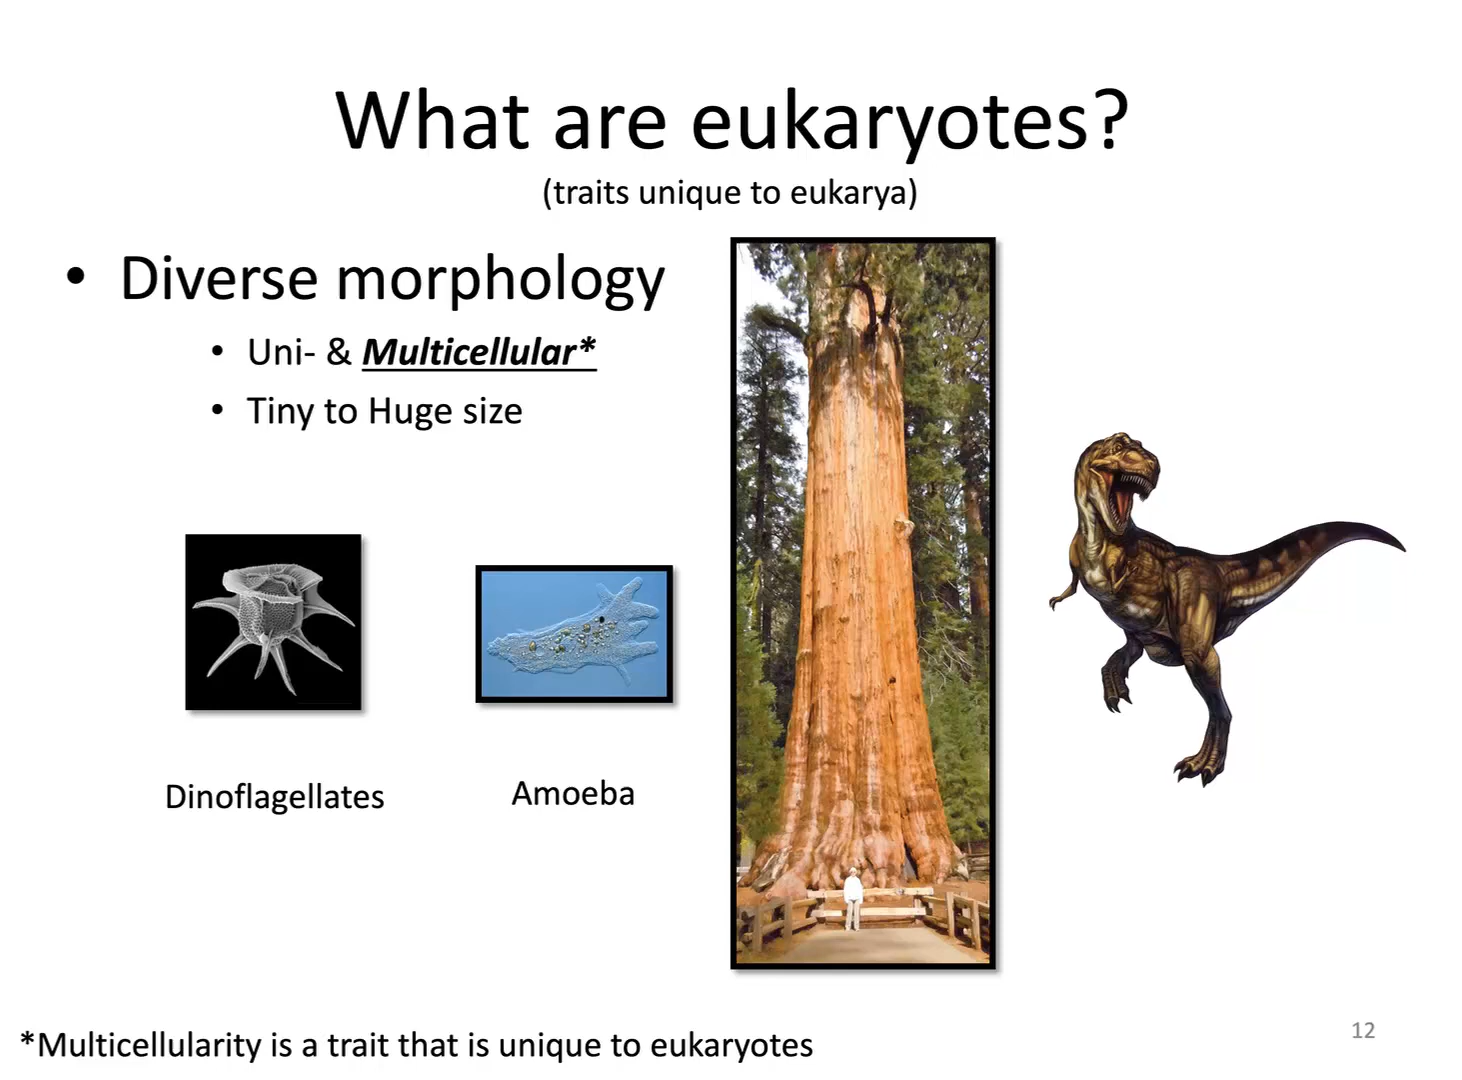 What are eukaryotes?
(traits unique to eukarya)
• Diverse morphology
• Uni- & Multicellular*
• Tiny to Huge size
Dinoflagellates
Amoeba
*Multicellularity is a trait that is unique to eukaryotes
12